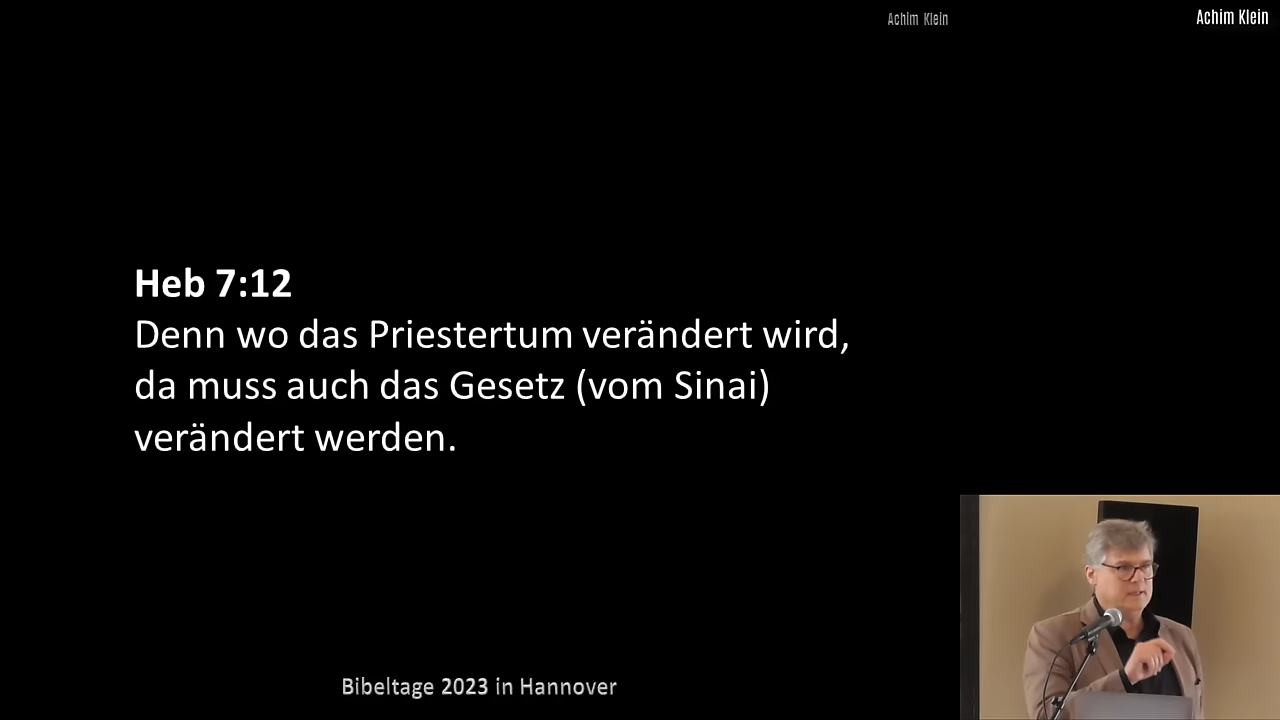 Achim Klein
Achim Klein
Heb 7:12
Denn wo das Priestertum verändert wird,
da muss auch das Gesetz (vom Sinai)
verändert werden.
Bibeltage 2023 in Hannover